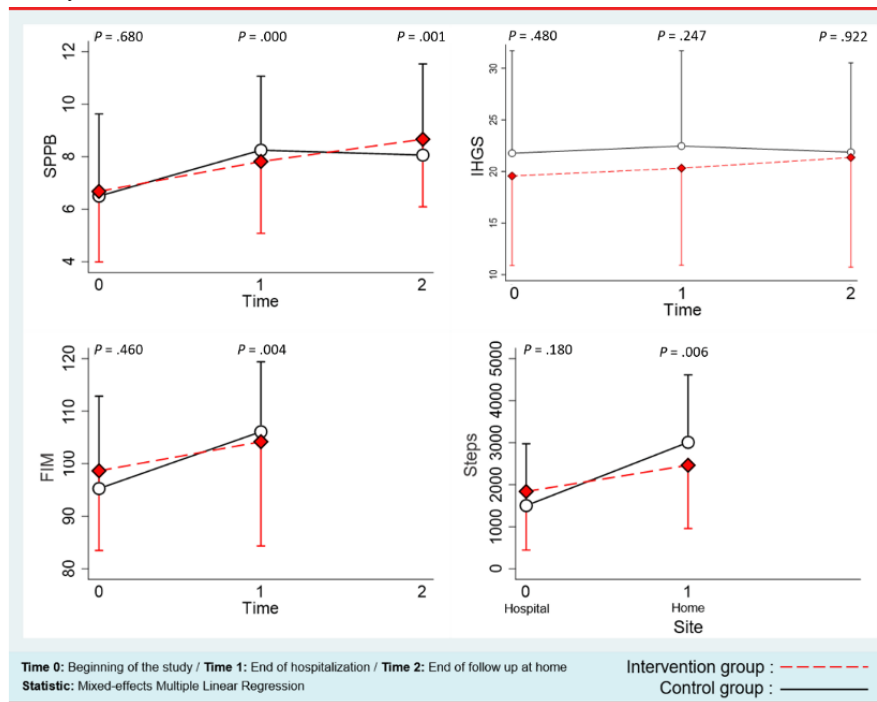 P = .680 P = .000 P = .001
12
10
8
6
4
SPPB
0 1 2
Time
P = .480 P = .247 P = .922
30
25
20
15
10
IHGS
0 1 2
Time
P = .460 P = .004
120
110
100
90
80
FIM
0 1 2
Time
P = .180 P = .006
5000
4000
3000
2000
1000
0
Steps
0 1
Hospital Home
Site
Time 0: Beginning of the study / Time 1: End of hospitalization / Time 2: End of follow up at home
Statistic: Mixed-effects Multiple Linear Regression
Intervention group :
Control group :